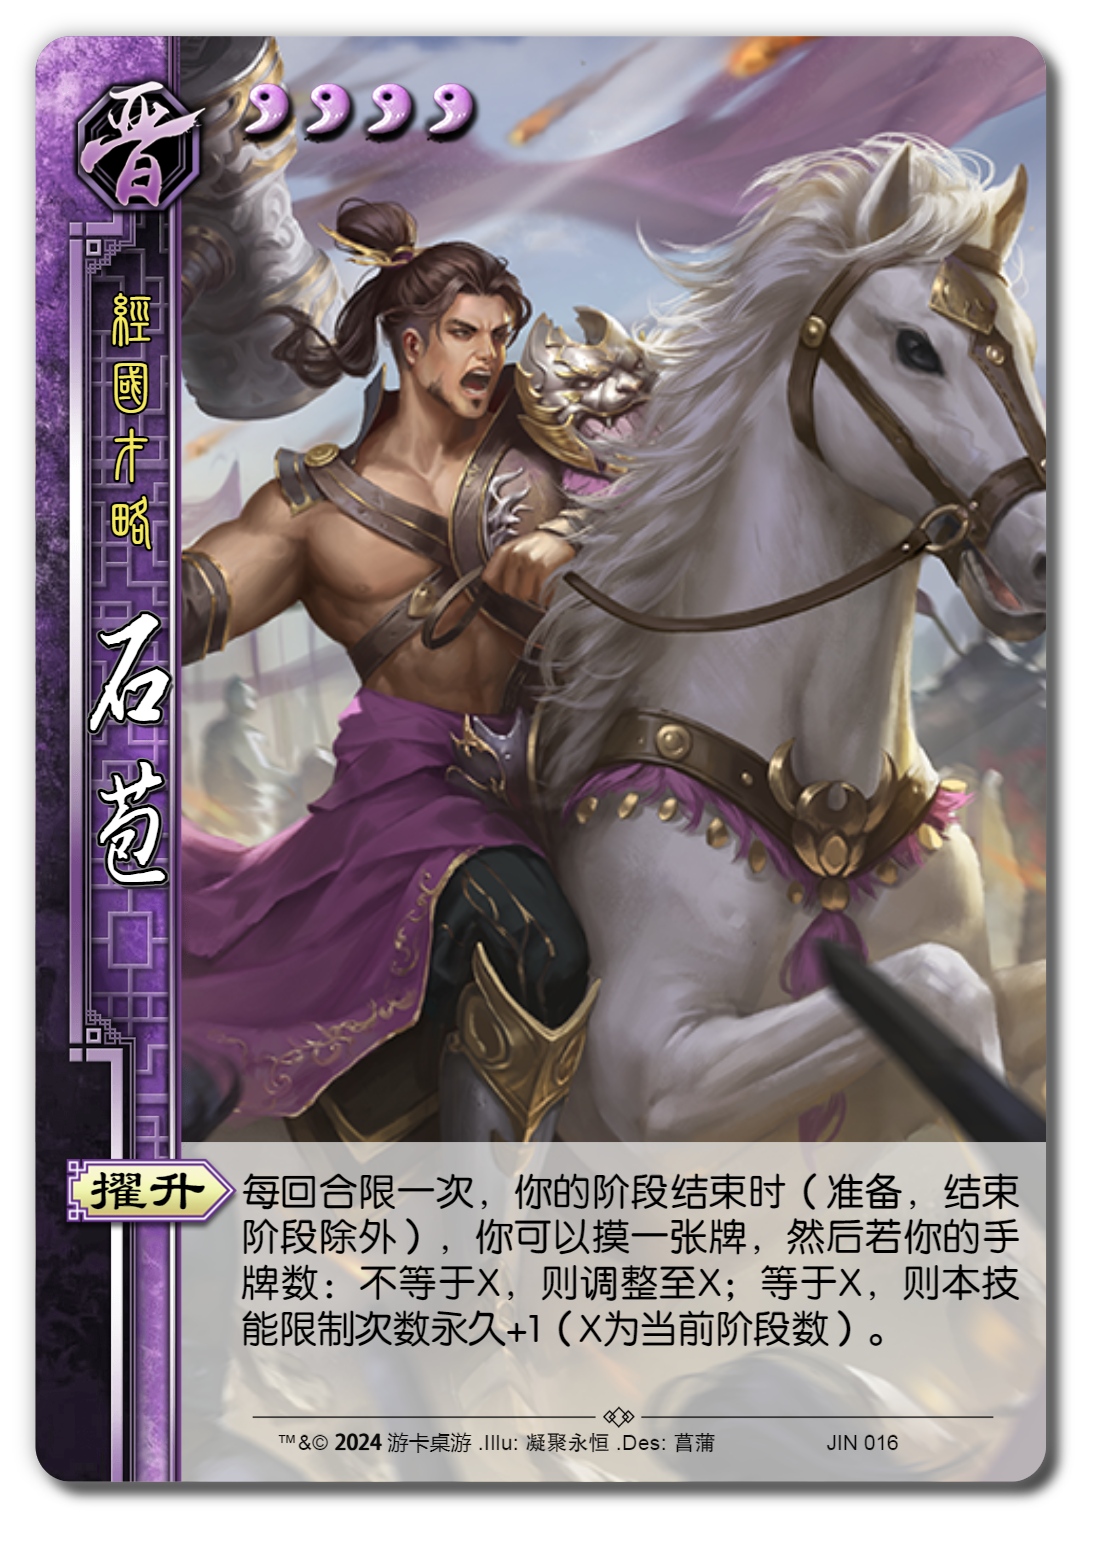 晋
經國才略
石苞
擢升
每回合限一次，你的阶段结束时（准备，结束
阶段除外），你可以摸一张牌，然后若你的手
牌数：不等于X，则调整至X；等于X，则本技
能限制次数永久+1（X为当前阶段数）。
™&© 2024 游卡桌游 .Illu: 凝聚永恒 .Des: 菖蒲
JIN 016